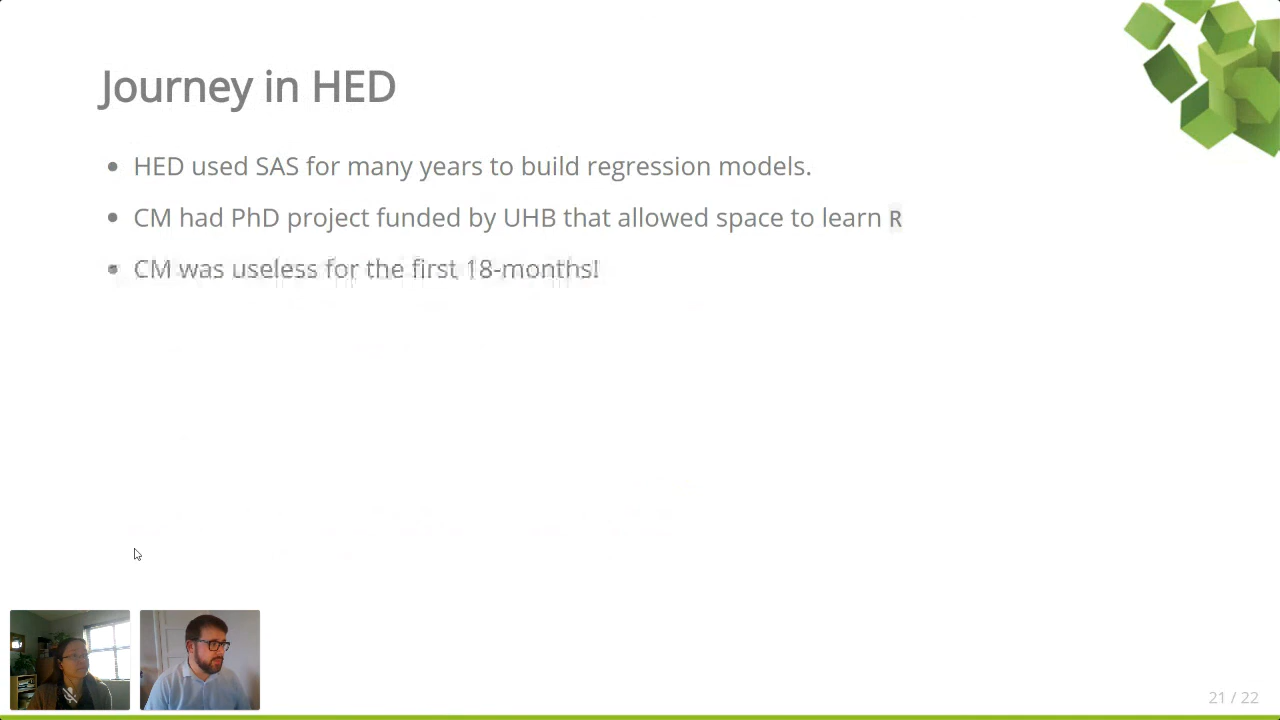 Journey in HED
HED used SAS for many years to build regression models.
CM had PhD project funded by UHB that allowed space to learn R
CM was useless for the first 18-months!
21 / 22